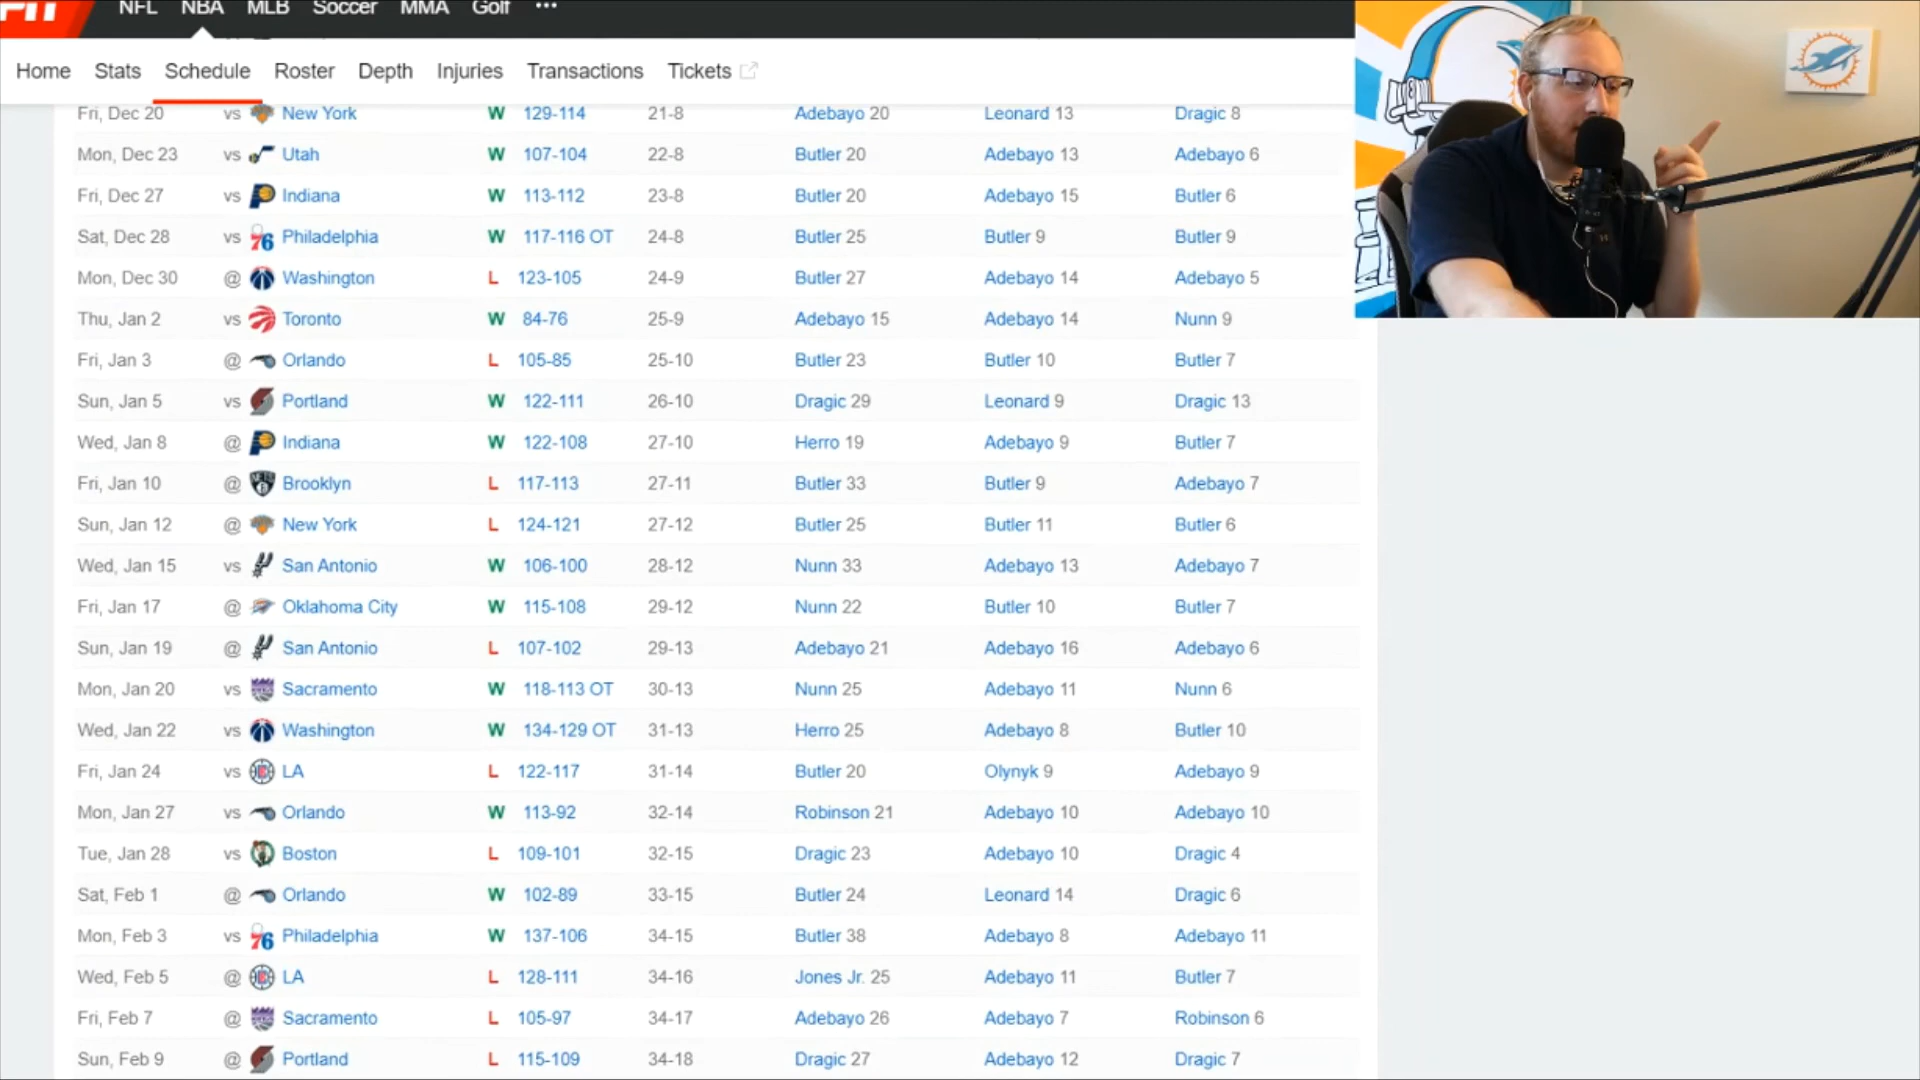 NFL NBA MLB Soccer MMA Golf ...
Home Stats Schedule Roster Depth Injuries Transactions Tickets
Fri, Dec 20 vs New York W 129-114 21-8 Adebayo 20 Leonard 13 Dragic 8
Mon, Dec 23 vs Utah W 107-104 22-8 Butler 20 Adebayo 13 Adebayo 6
Fri, Dec 27 vs Indiana W 113-112 23-8 Butler 20 Adebayo 15 Butler 6
Sat, Dec 28 vs 76 Philadelphia W 117-116 OT 24-8 Butler 25 Butler 9 Butler 9
Mon, Dec 30 @ Washington L 123-105 24-9 Butler 27 Adebayo 14 Adebayo 5
Thu, Jan 2 vs Toronto W 84-76 25-9 Adebayo 15 Adebayo 14 Nunn 9
Fri, Jan 3 @ Orlando L 105-85 25-10 Butler 23 Butler 10 Butler 7
Sun, Jan 5 vs Portland W 122-111 26-10 Dragic 29 Leonard 9 Dragic 13
Wed, Jan 8 @ Indiana W 122-108 27-10 Herro 19 Adebayo 9 Butler 7
Fri, Jan 10 @ Brooklyn L 117-113 27-11 Butler 33 Butler 9 Adebayo 7
Sun, Jan 12 @ New York L 124-121 27-12 Butler 25 Butler 11 Butler 6
Wed, Jan 15 vs San Antonio W 106-100 28-12 Nunn 33 Adebayo 13 Adebayo 7
Fri, Jan 17 @ Oklahoma City W 115-108 29-12 Nunn 22 Butler 10 Butler 7
Sun, Jan 19 @ San Antonio L 107-102 29-13 Adebayo 21 Adebayo 16 Adebayo 6
Mon, Jan 20 vs Sacramento W 118-113 OT 30-13 Nunn 25 Adebayo 11 Nunn 6
Wed, Jan 22 vs Washington W 134-129 OT 31-13 Herro 25 Adebayo 8 Butler 10
Fri, Jan 24 vs LA L 122-117 31-14 Butler 20 Olynyk 9 Adebayo 9
Mon, Jan 27 vs Orlando W 113-92 32-14 Robinson 21 Adebayo 10 Adebayo 10
Tue, Jan 28 vs Boston L 109-101 32-15 Dragic 23 Adebayo 10 Dragic 4
Sat, Feb 1 @ Orlando W 102-89 33-15 Butler 24 Leonard 14 Dragic 6
Mon, Feb 3 vs 76 Philadelphia W 137-106 34-15 Butler 38 Adebayo 8 Adebayo 11
Wed, Feb 5 @ LA L 128-111 34-16 Jones Jr. 25 Adebayo 11 Butler 7
Fri, Feb 7 @ Sacramento L 105-97 34-17 Adebayo 26 Adebayo 7 Robinson 6
Sun, Feb 9 @ Portland L 115-109 34-18 Dragic 27 Adebayo 12 Dragic 7